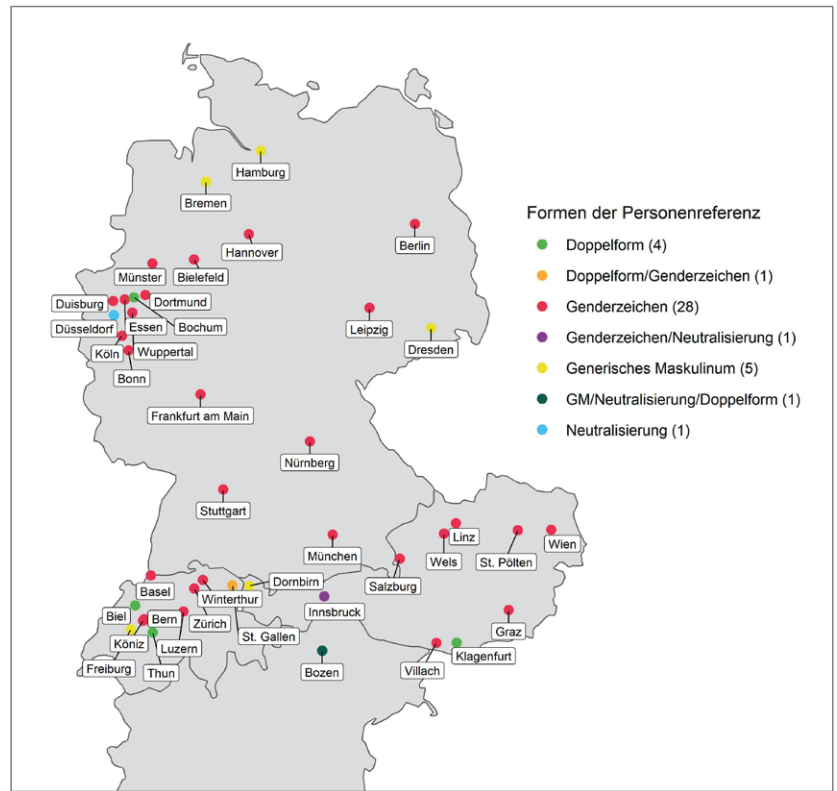 Hamburg
Bremen
Hannover
Berlin
Münster
Bielefeld
Duisburg
Dortmund
Düsseldorf
Essen
Bochum
Köln
Wuppertal
Bonn
Leipzig
Dresden
Frankfurt am Main
Nürnberg
Stuttgart
München
Linz
Wels
St. Pölten
Wien
Salzburg
Basel
Dornbirn
Winterthur
Innsbruck
Biel
Bern
Zürich
Köniz
St. Gallen
Graz
Luzern
Freiburg
Thun
Bozen
Villach
Klagenfurt
Formen der Personenreferenz
Doppelform (4)
Doppelform/Genderzeichen (1)
Genderzeichen (28)
Genderzeichen/Neutralisierung (1)
Generisches Maskulinum (5)
GM/Neutralisierung/Doppelform (1)
Neutralisierung (1)